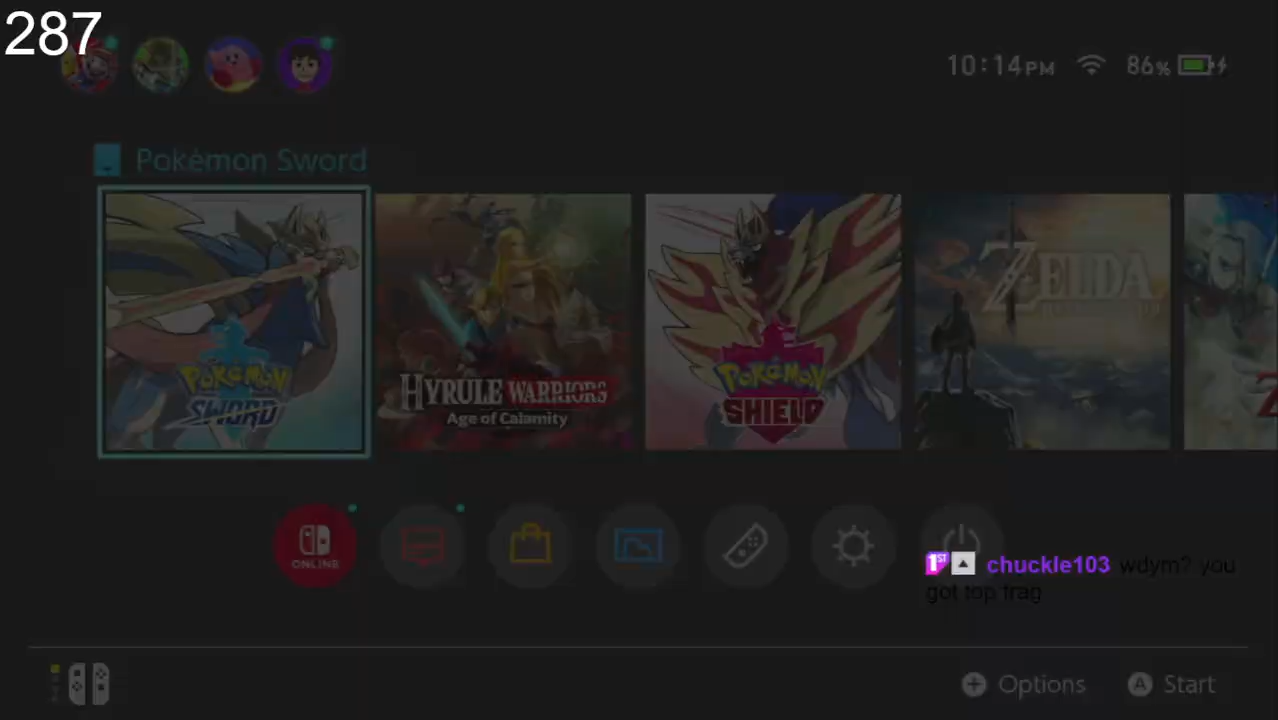 287
10:14PM 86%
Pokémon Sword
POKÉMON
SWORD
HYRULE WARRIORS
Age of Calamity
POKÉMON
SHIELD
ZELDA
Z
ONLINE
1ST chuckle103 wdym? you
got top frag
Options
Start